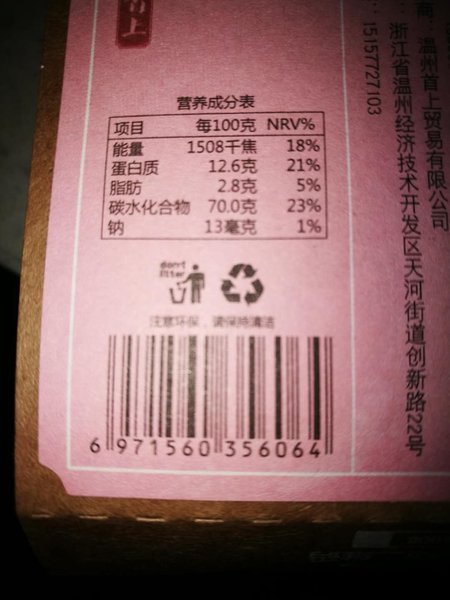 上
营养成分表
项目 每100克 NRV%
能量 1508千焦 18%
蛋白质 12.6克 21%
脂肪 2.8克 5%
碳水化合物 70.0克 23%
钠 13毫克 1%
don't
litter
注意环保，请保持清洁
6 971560 356064
商：温州首上贸易有限公司
：浙江省温州经济技术开发区天河街道创新路22号
：15157727103